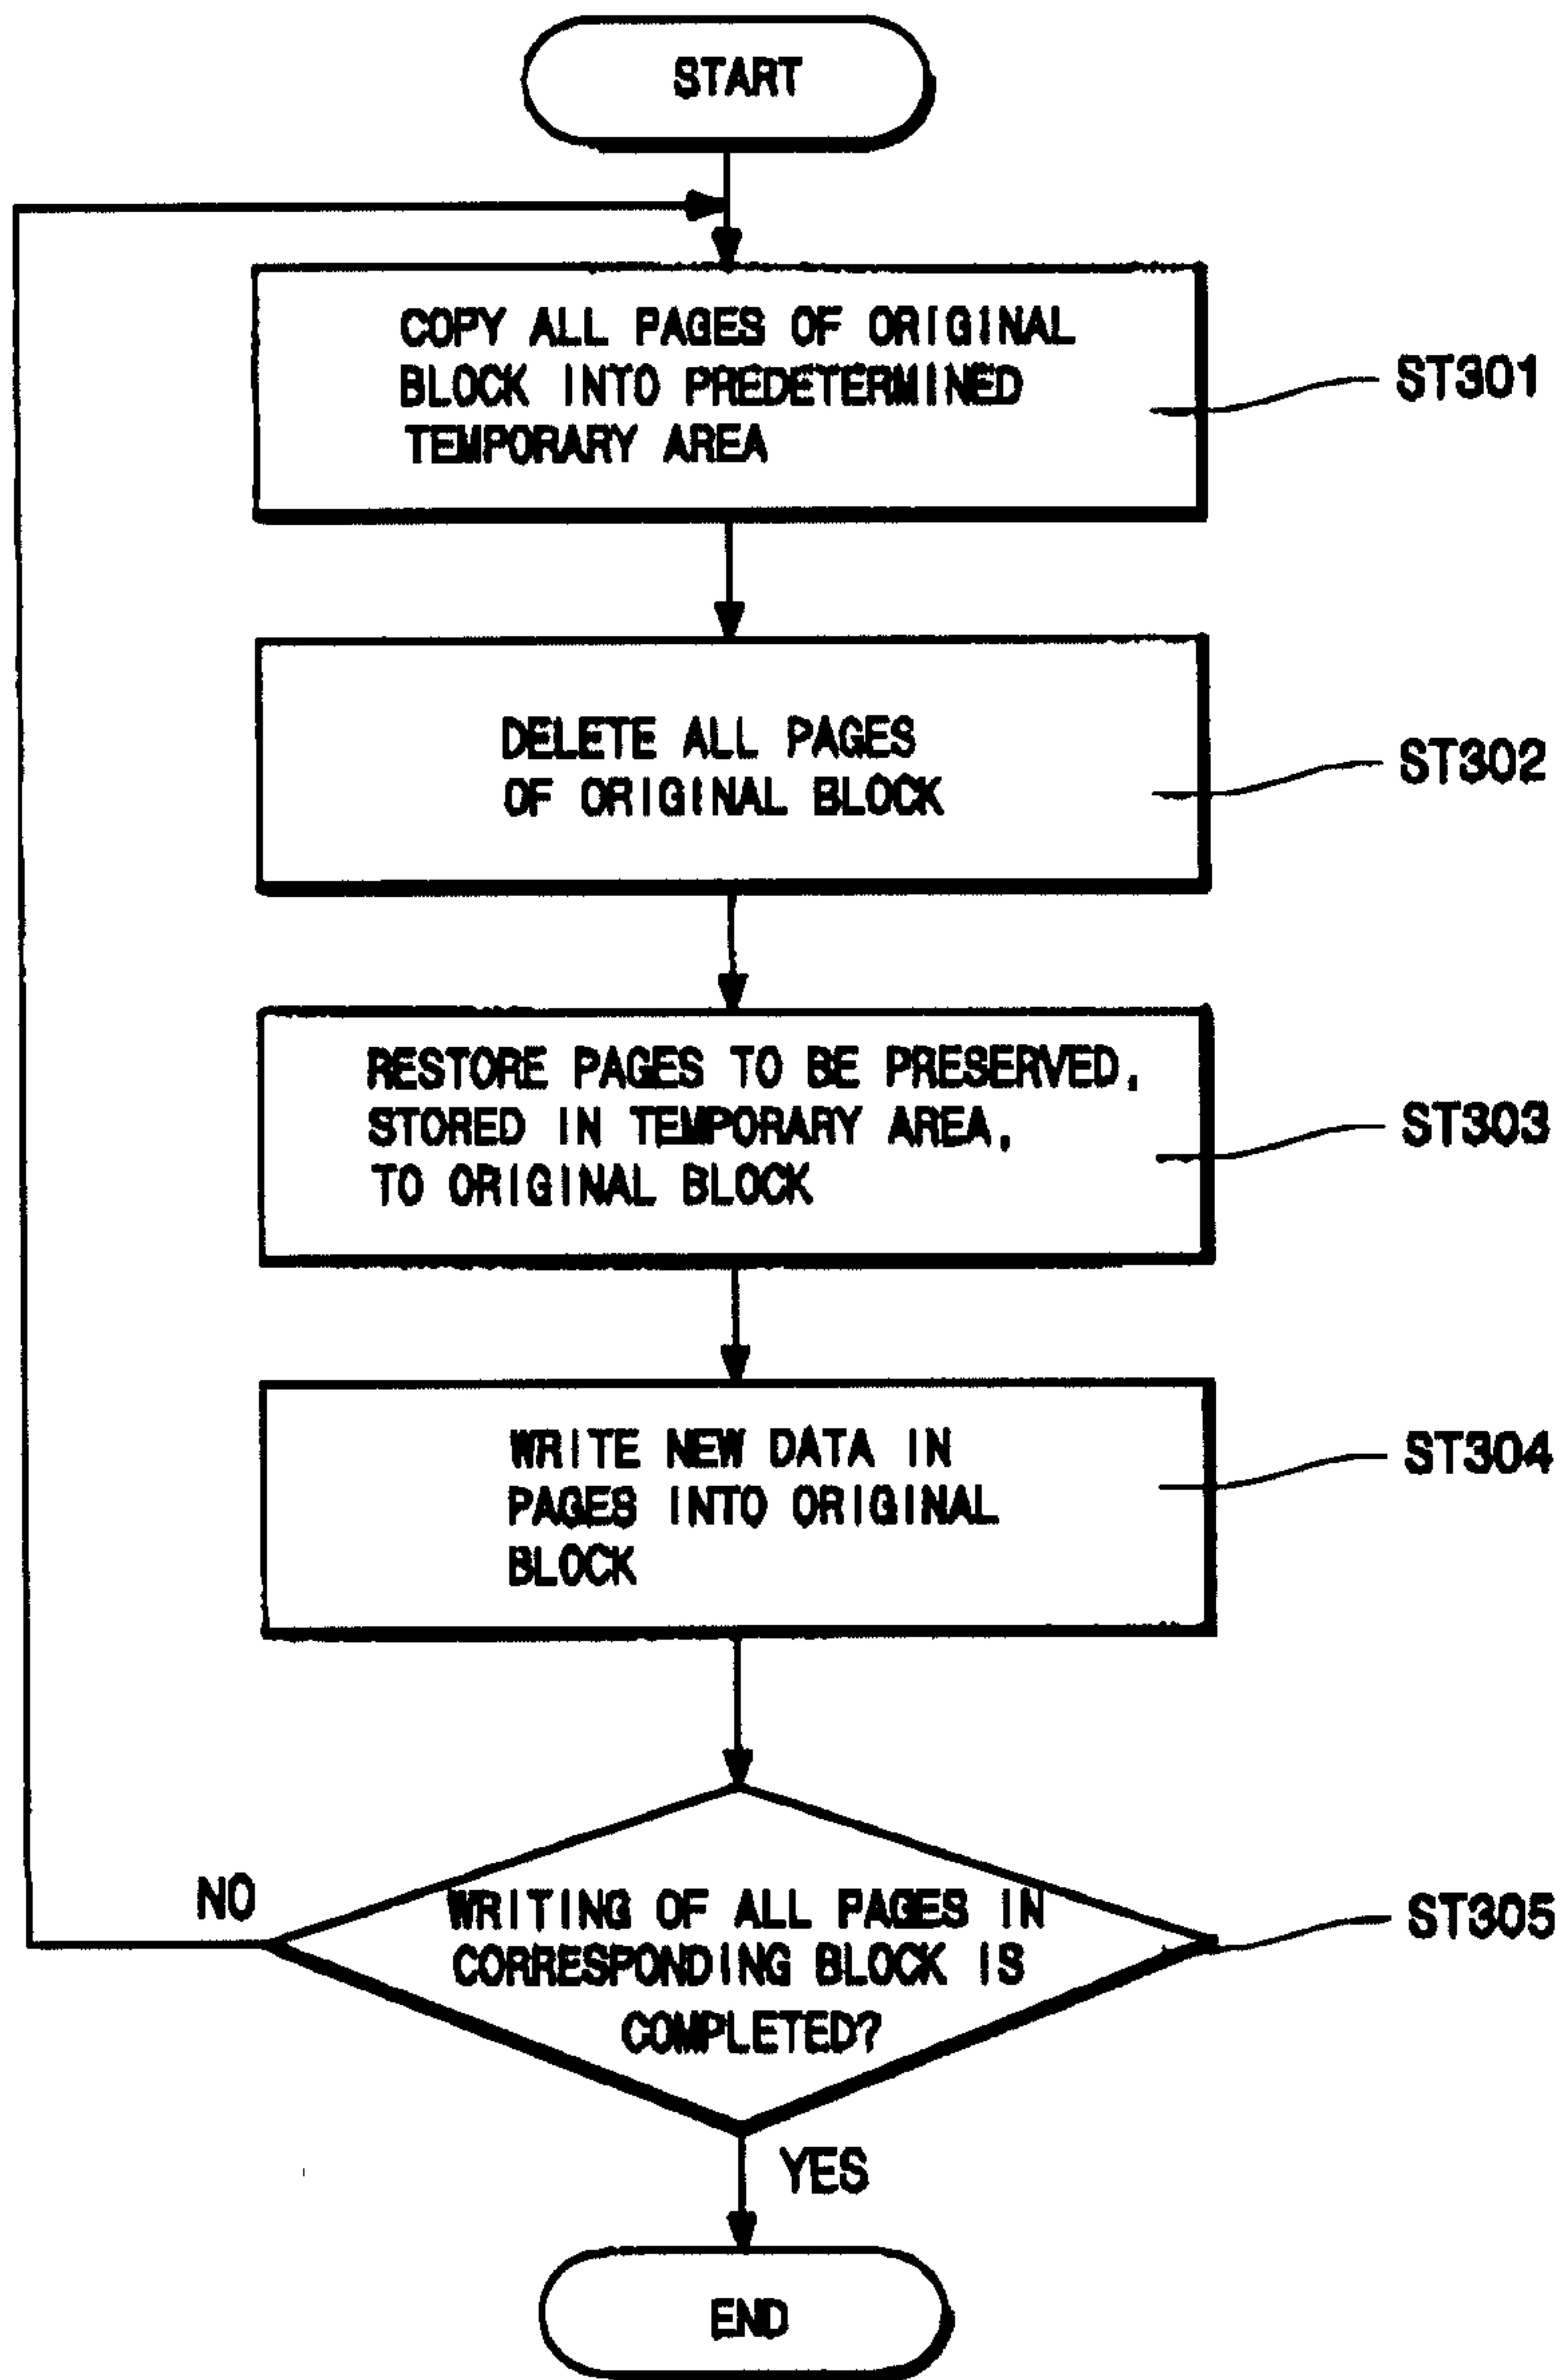 START
COPY ALL PAGES OF ORIGINAL
BLOCK INTO PREDETERMINED
TEMPORARY AREA
ST301
DELETE ALL PAGES
OF ORIGINAL BLOCK
ST302
RESTORE PAGES TO BE PRESERVED,
STORED IN TEMPORARY AREA,
TO ORIGINAL BLOCK
ST303
WRITE NEW DATA IN
PAGES INTO ORIGINAL
BLOCK
ST304
NO
WRITING OF ALL PAGES IN
CORRESPONDING BLOCK IS
COMPLETED?
ST305
YES
END